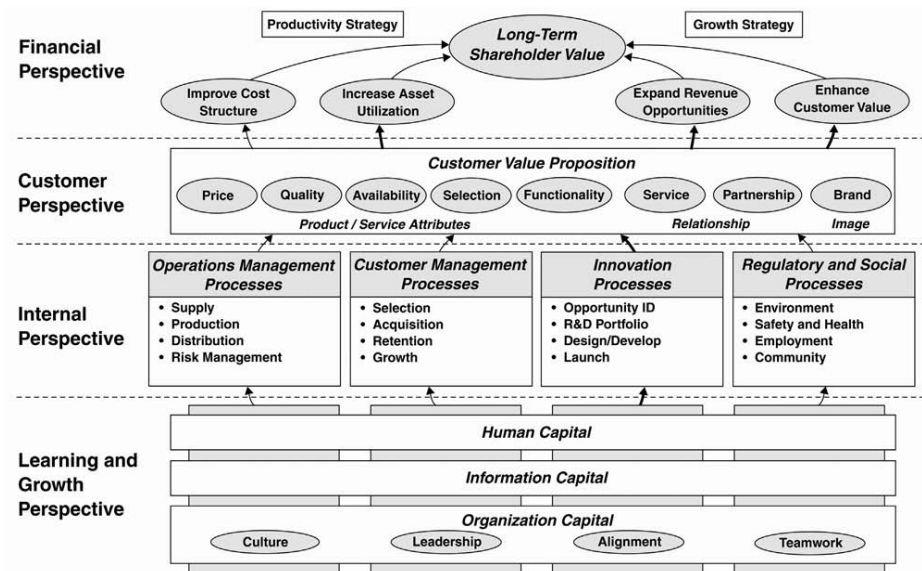 Financial
Perspective
Productivity Strategy
Long-Term
Shareholder Value
Growth Strategy
Improve Cost
Structure
Increase Asset
Utilization
Expand Revenue
Opportunities
Enhance
Customer Value
Customer
Perspective
Customer Value Proposition
Price
Quality
Availability
Selection
Functionality
Service
Partnership
Brand
Product / Service Attributes
Relationship
Image
Internal
Perspective
Operations Management
Processes
• Supply
• Production
• Distribution
• Risk Management
Customer Management
Processes
• Selection
• Acquisition
• Retention
• Growth
Innovation
Processes
• Opportunity ID
• R&D Portfolio
• Design/Develop
• Launch
Regulatory and Social
Processes
• Environment
• Safety and Health
• Employment
• Community
Learning and
Growth
Perspective
Human Capital
Information Capital
Organization Capital
Culture
Leadership
Alignment
Teamwork